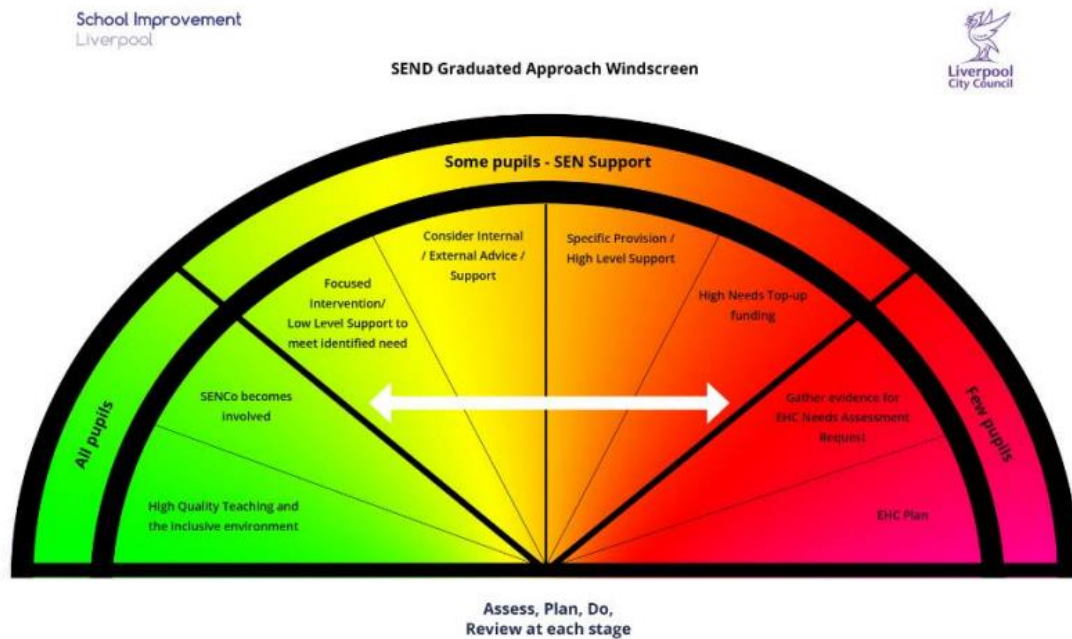 School Improvement
Liverpool
Liverpool
City Council
SEND Graduated Approach Windscreen
Some pupils - SEN Support
All pupils
Few pupils
High Quality Teaching and
the inclusive environment
SENCo becomes
involved
Focused
Intervention/
Low Level Support to
meet identified need
Consider Internal
/ External Advice /
Support
Specific Provision /
High Level Support
High Needs Top-up
funding
Gather evidence for
EHC Needs Assessment
Request
EHC Plan
Assess, Plan, Do,
Review at each stage